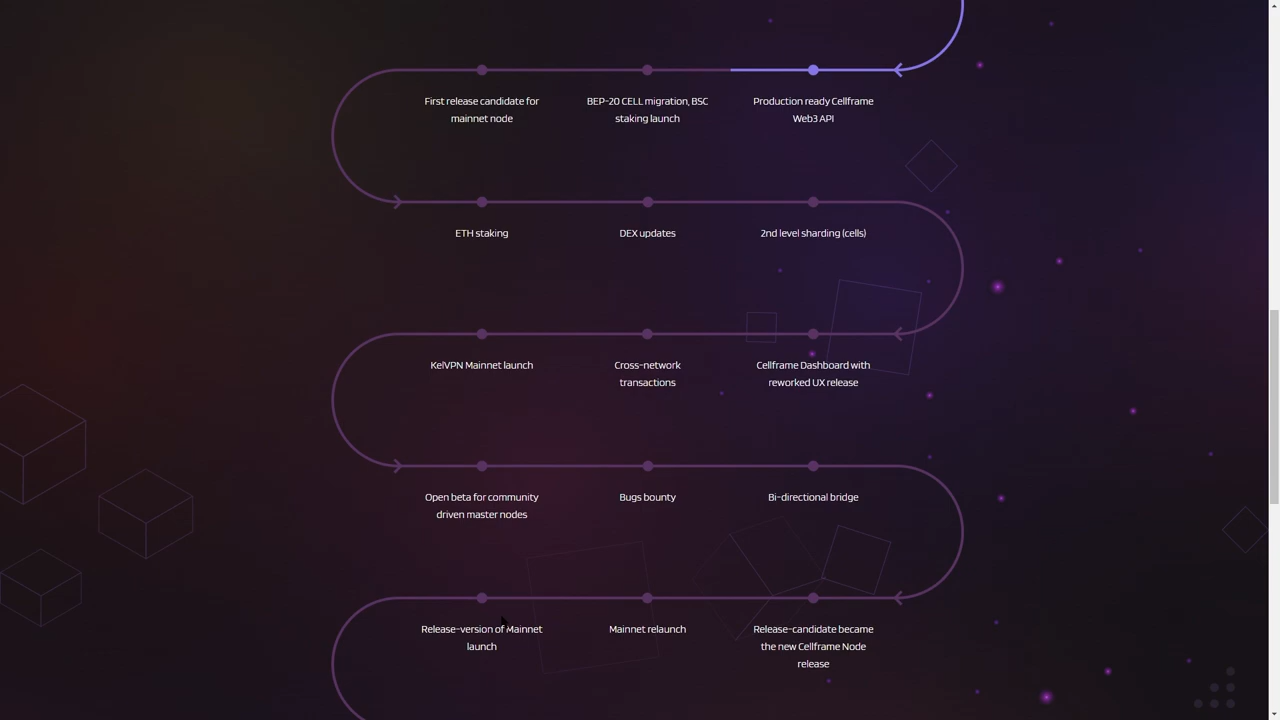 First release candidate for
mainnet node
BEP-20 CELL migration, BSC
staking launch
Production ready Cellframe
Web3 API
ETH staking
DEX updates
2nd level sharding (cells)
KelVPN Mainnet launch
Cross-network
transactions
Cellframe Dashboard with
reworked UX release
Open beta for community
driven master nodes
Bugs bounty
Bi-directional bridge
Release-version of Mainnet
launch
Mainnet relaunch
Release-candidate became
the new Cellframe Node
release